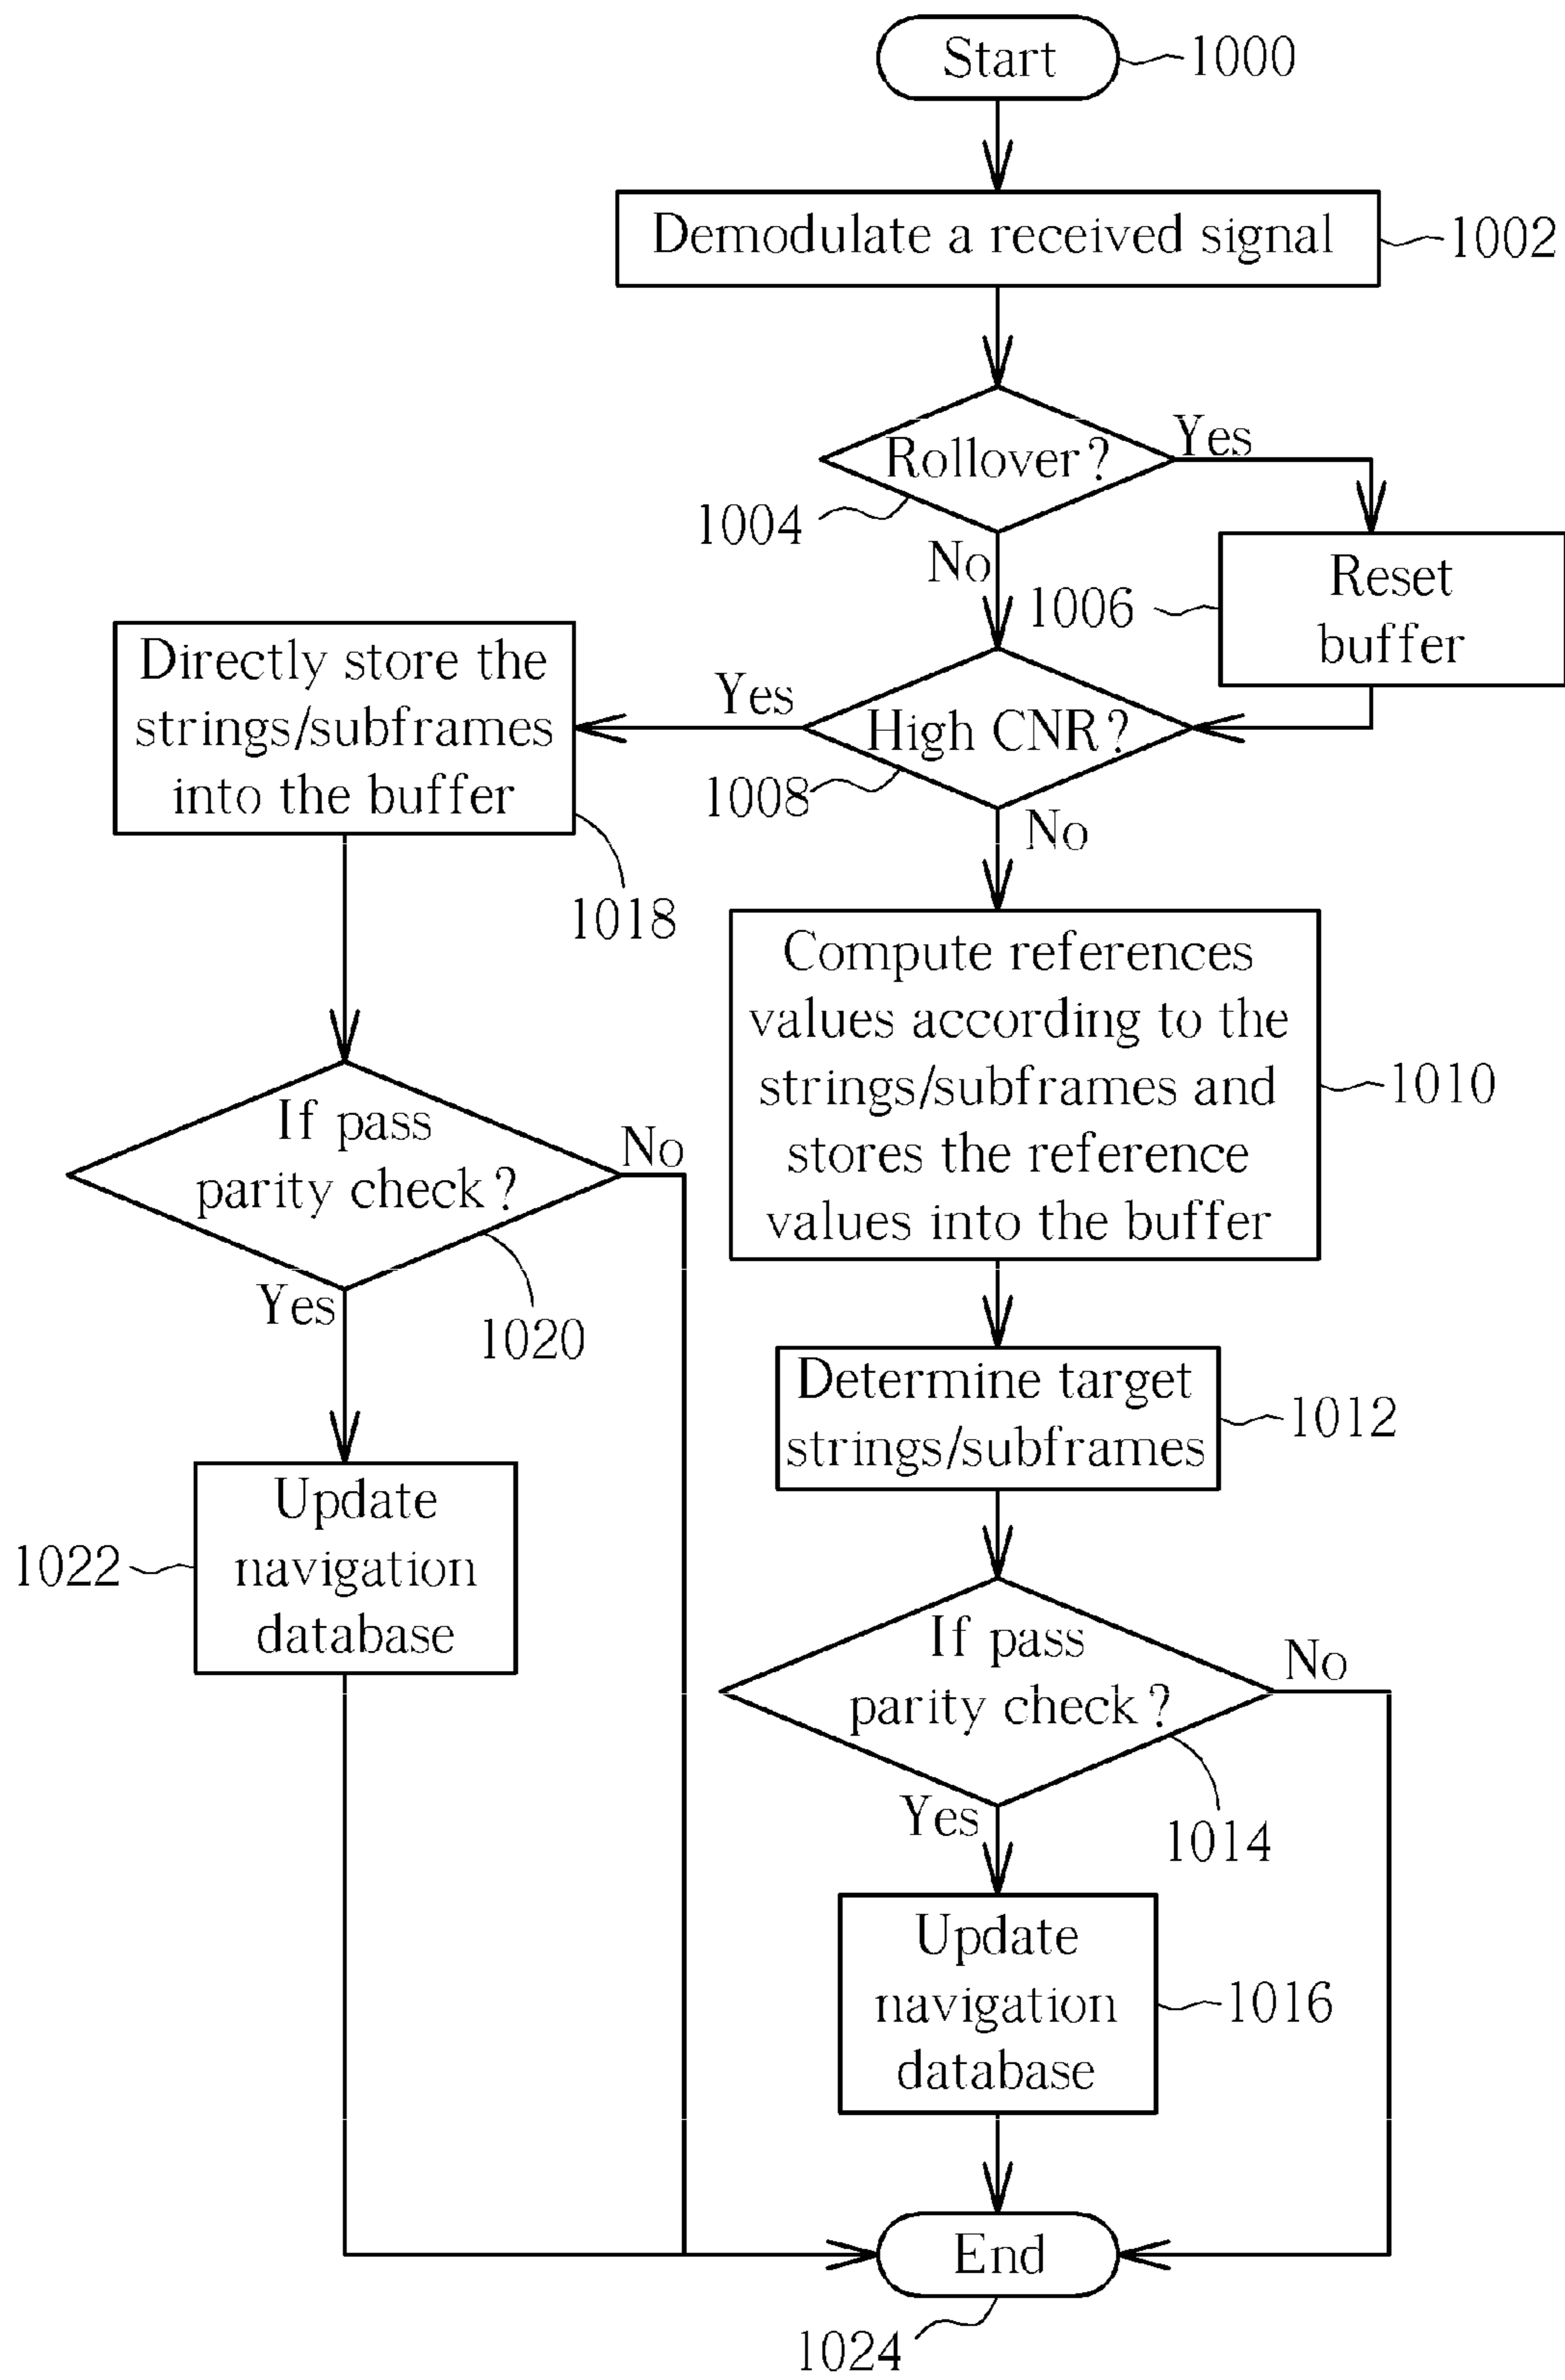 Start
1000
Demodulate a received signal
1002
Rollover?
Yes
1004
No
1006
Reset
buffer
Directly store the
strings/subframes
into the buffer
Yes
High CNR?
1008
No
1018
Compute references
values according to the
strings/subframes and
stores the reference
values into the buffer
1010
If pass
parity check?
No
Yes
1020
Determine target
strings/subframes
1012
Update
navigation
database
1022
If pass
parity check?
No
Yes
1014
Update
navigation
database
1016
End
1024